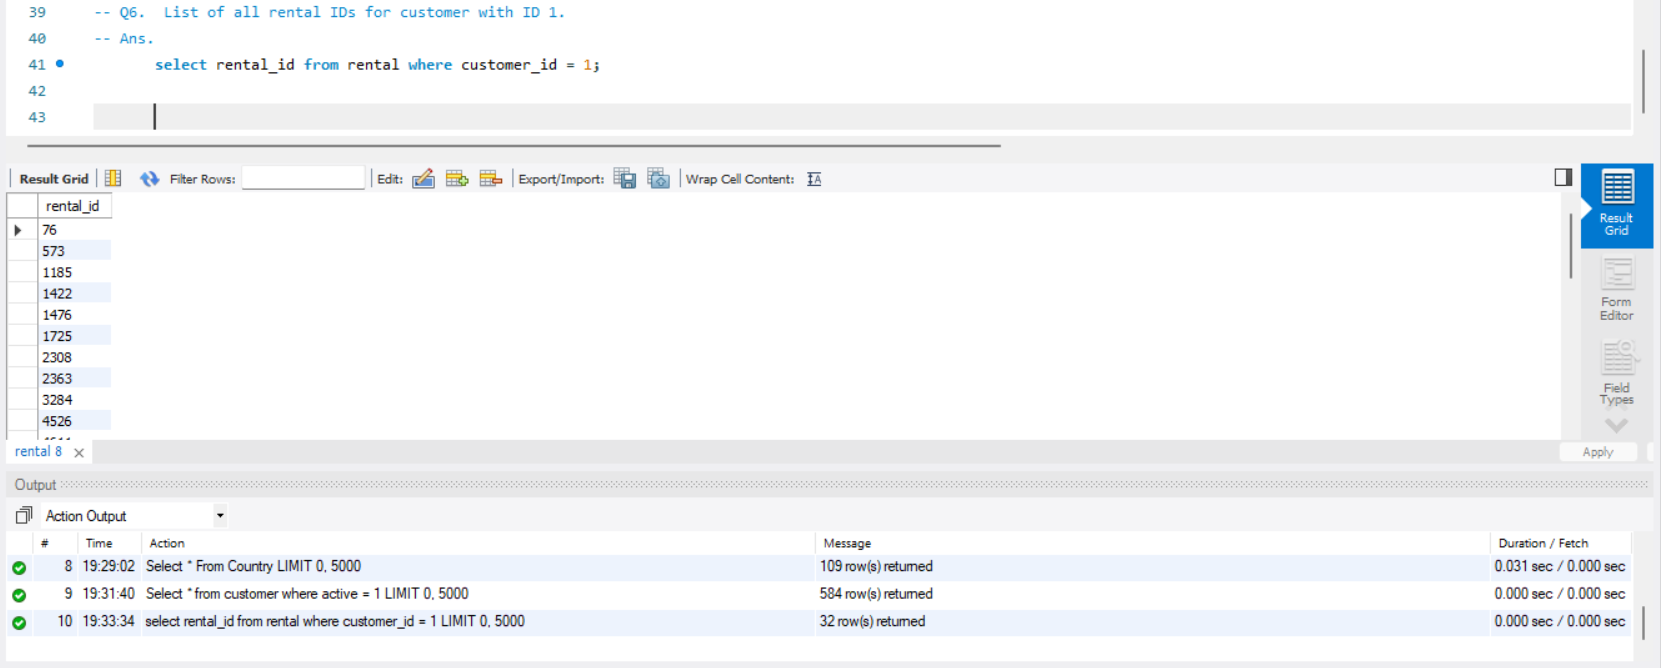 39 -- Q6. List of all rental IDs for customer with ID 1.
40 -- Ans.
41 select rental_id from rental where customer_id = 1;
42
43
Result Grid Filter Rows: Edit: Export/Import: Wrap Cell Content:
rental_id
76
573
1185
1422
1476
1725
2308
2363
3284
4526
Result Grid
Form Editor
Field Types
rental 8
Apply
Output
Action Output
# Time Action Message Duration / Fetch
8 19:29:02 Select * From Country LIMIT 0, 5000 109 row(s) returned 0.031 sec / 0.000 sec
9 19:31:40 Select * from customer where active = 1 LIMIT 0, 5000 584 row(s) returned 0.000 sec / 0.000 sec
10 19:33:34 select rental_id from rental where customer_id = 1 LIMIT 0, 5000 32 row(s) returned 0.000 sec / 0.000 sec